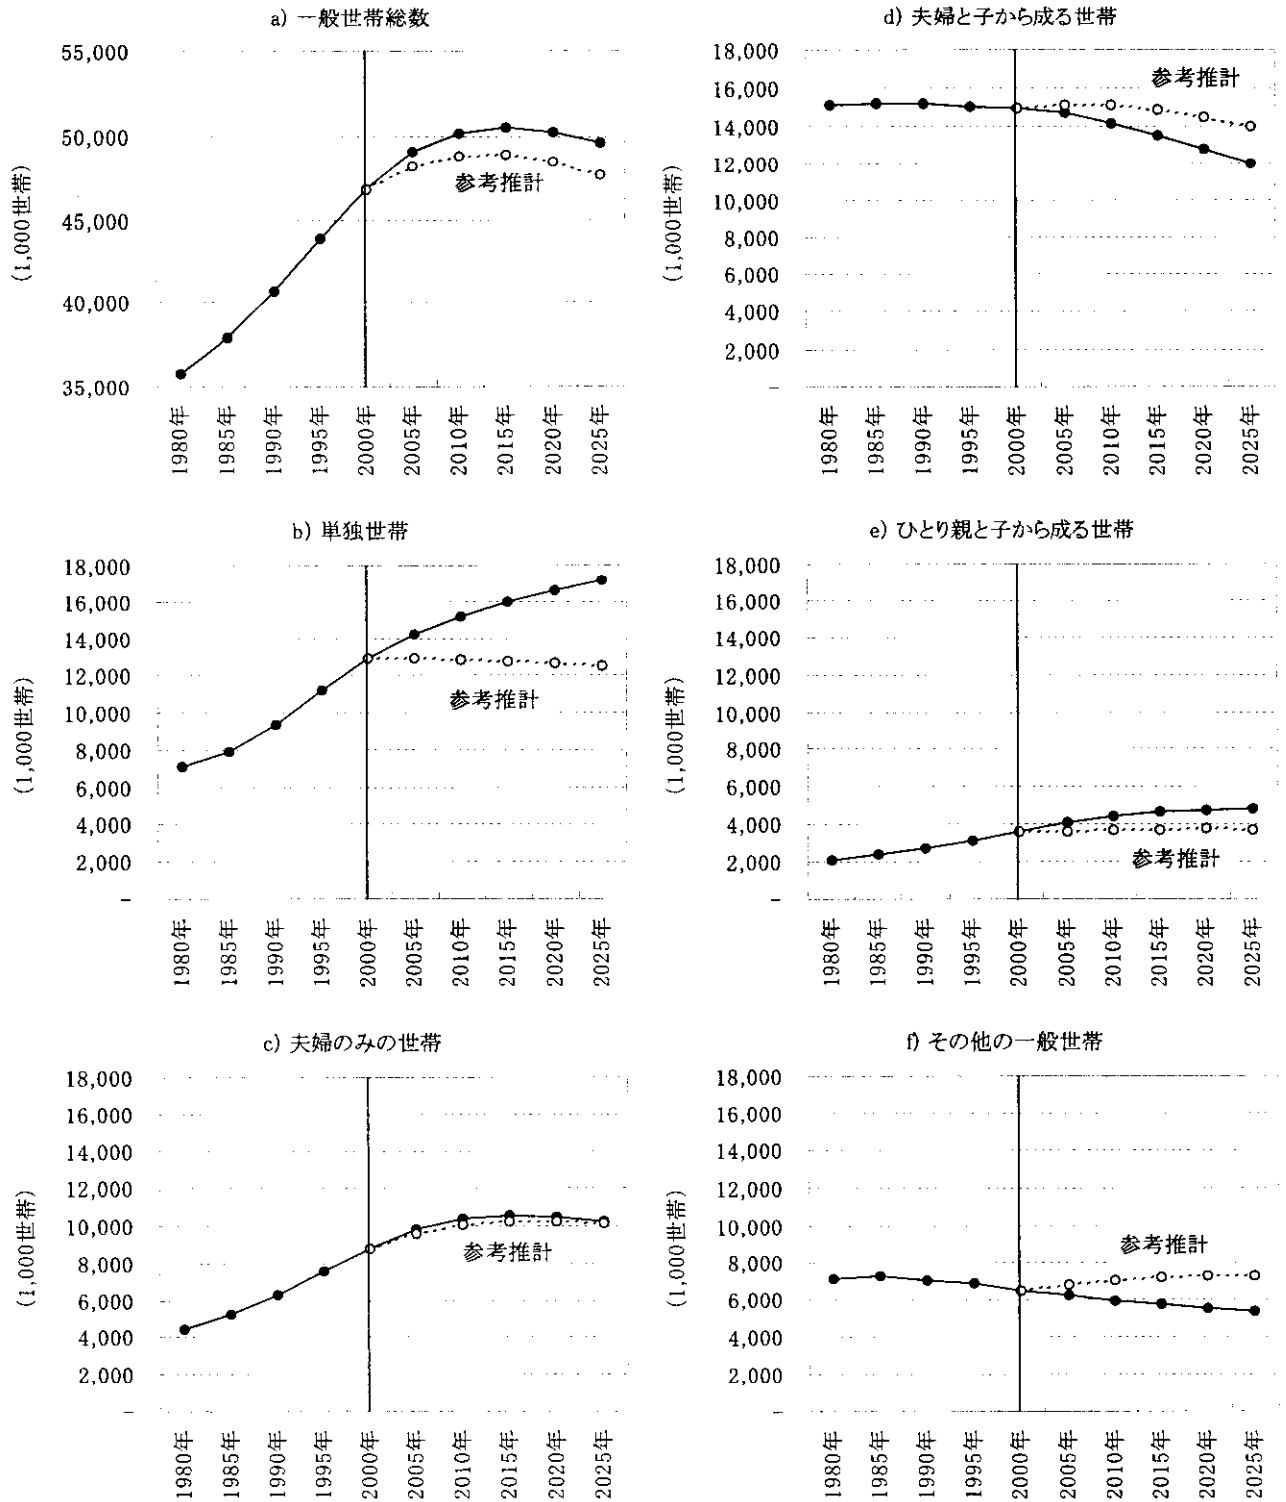 a) 一般世帯総数
55,000
50,000
45,000
40,000
35,000
(1,000世帯)
参考推計
1980年
1985年
1990年
1995年
2000年
2005年
2010年
2015年
2020年
2025年
b) 単独世帯
18,000
16,000
14,000
12,000
10,000
8,000
6,000
4,000
2,000
-
(1,000世帯)
参考推計
1980年
1985年
1990年
1995年
2000年
2005年
2010年
2015年
2020年
2025年
c) 夫婦のみの世帯
18,000
16,000
14,000
12,000
10,000
8,000
6,000
4,000
2,000
-
(1,000世帯)
参考推計
1980年
1985年
1990年
1995年
2000年
2005年
2010年
2015年
2020年
2025年
d) 夫婦と子から成る世帯
18,000
16,000
14,000
12,000
10,000
8,000
6,000
4,000
2,000
-
(1,000世帯)
参考推計
1980年
1985年
1990年
1995年
2000年
2005年
2010年
2015年
2020年
2025年
e) ひとり親と子から成る世帯
18,000
16,000
14,000
12,000
10,000
8,000
6,000
4,000
2,000
-
(1,000世帯)
参考推計
1980年
1985年
1990年
1995年
2000年
2005年
2010年
2015年
2020年
2025年
f) その他の一般世帯
18,000
16,000
14,000
12,000
10,000
8,000
6,000
4,000
2,000
-
(1,000世帯)
参考推計
1980年
1985年
1990年
1995年
2000年
2005年
2010年
2015年
2020年
2025年